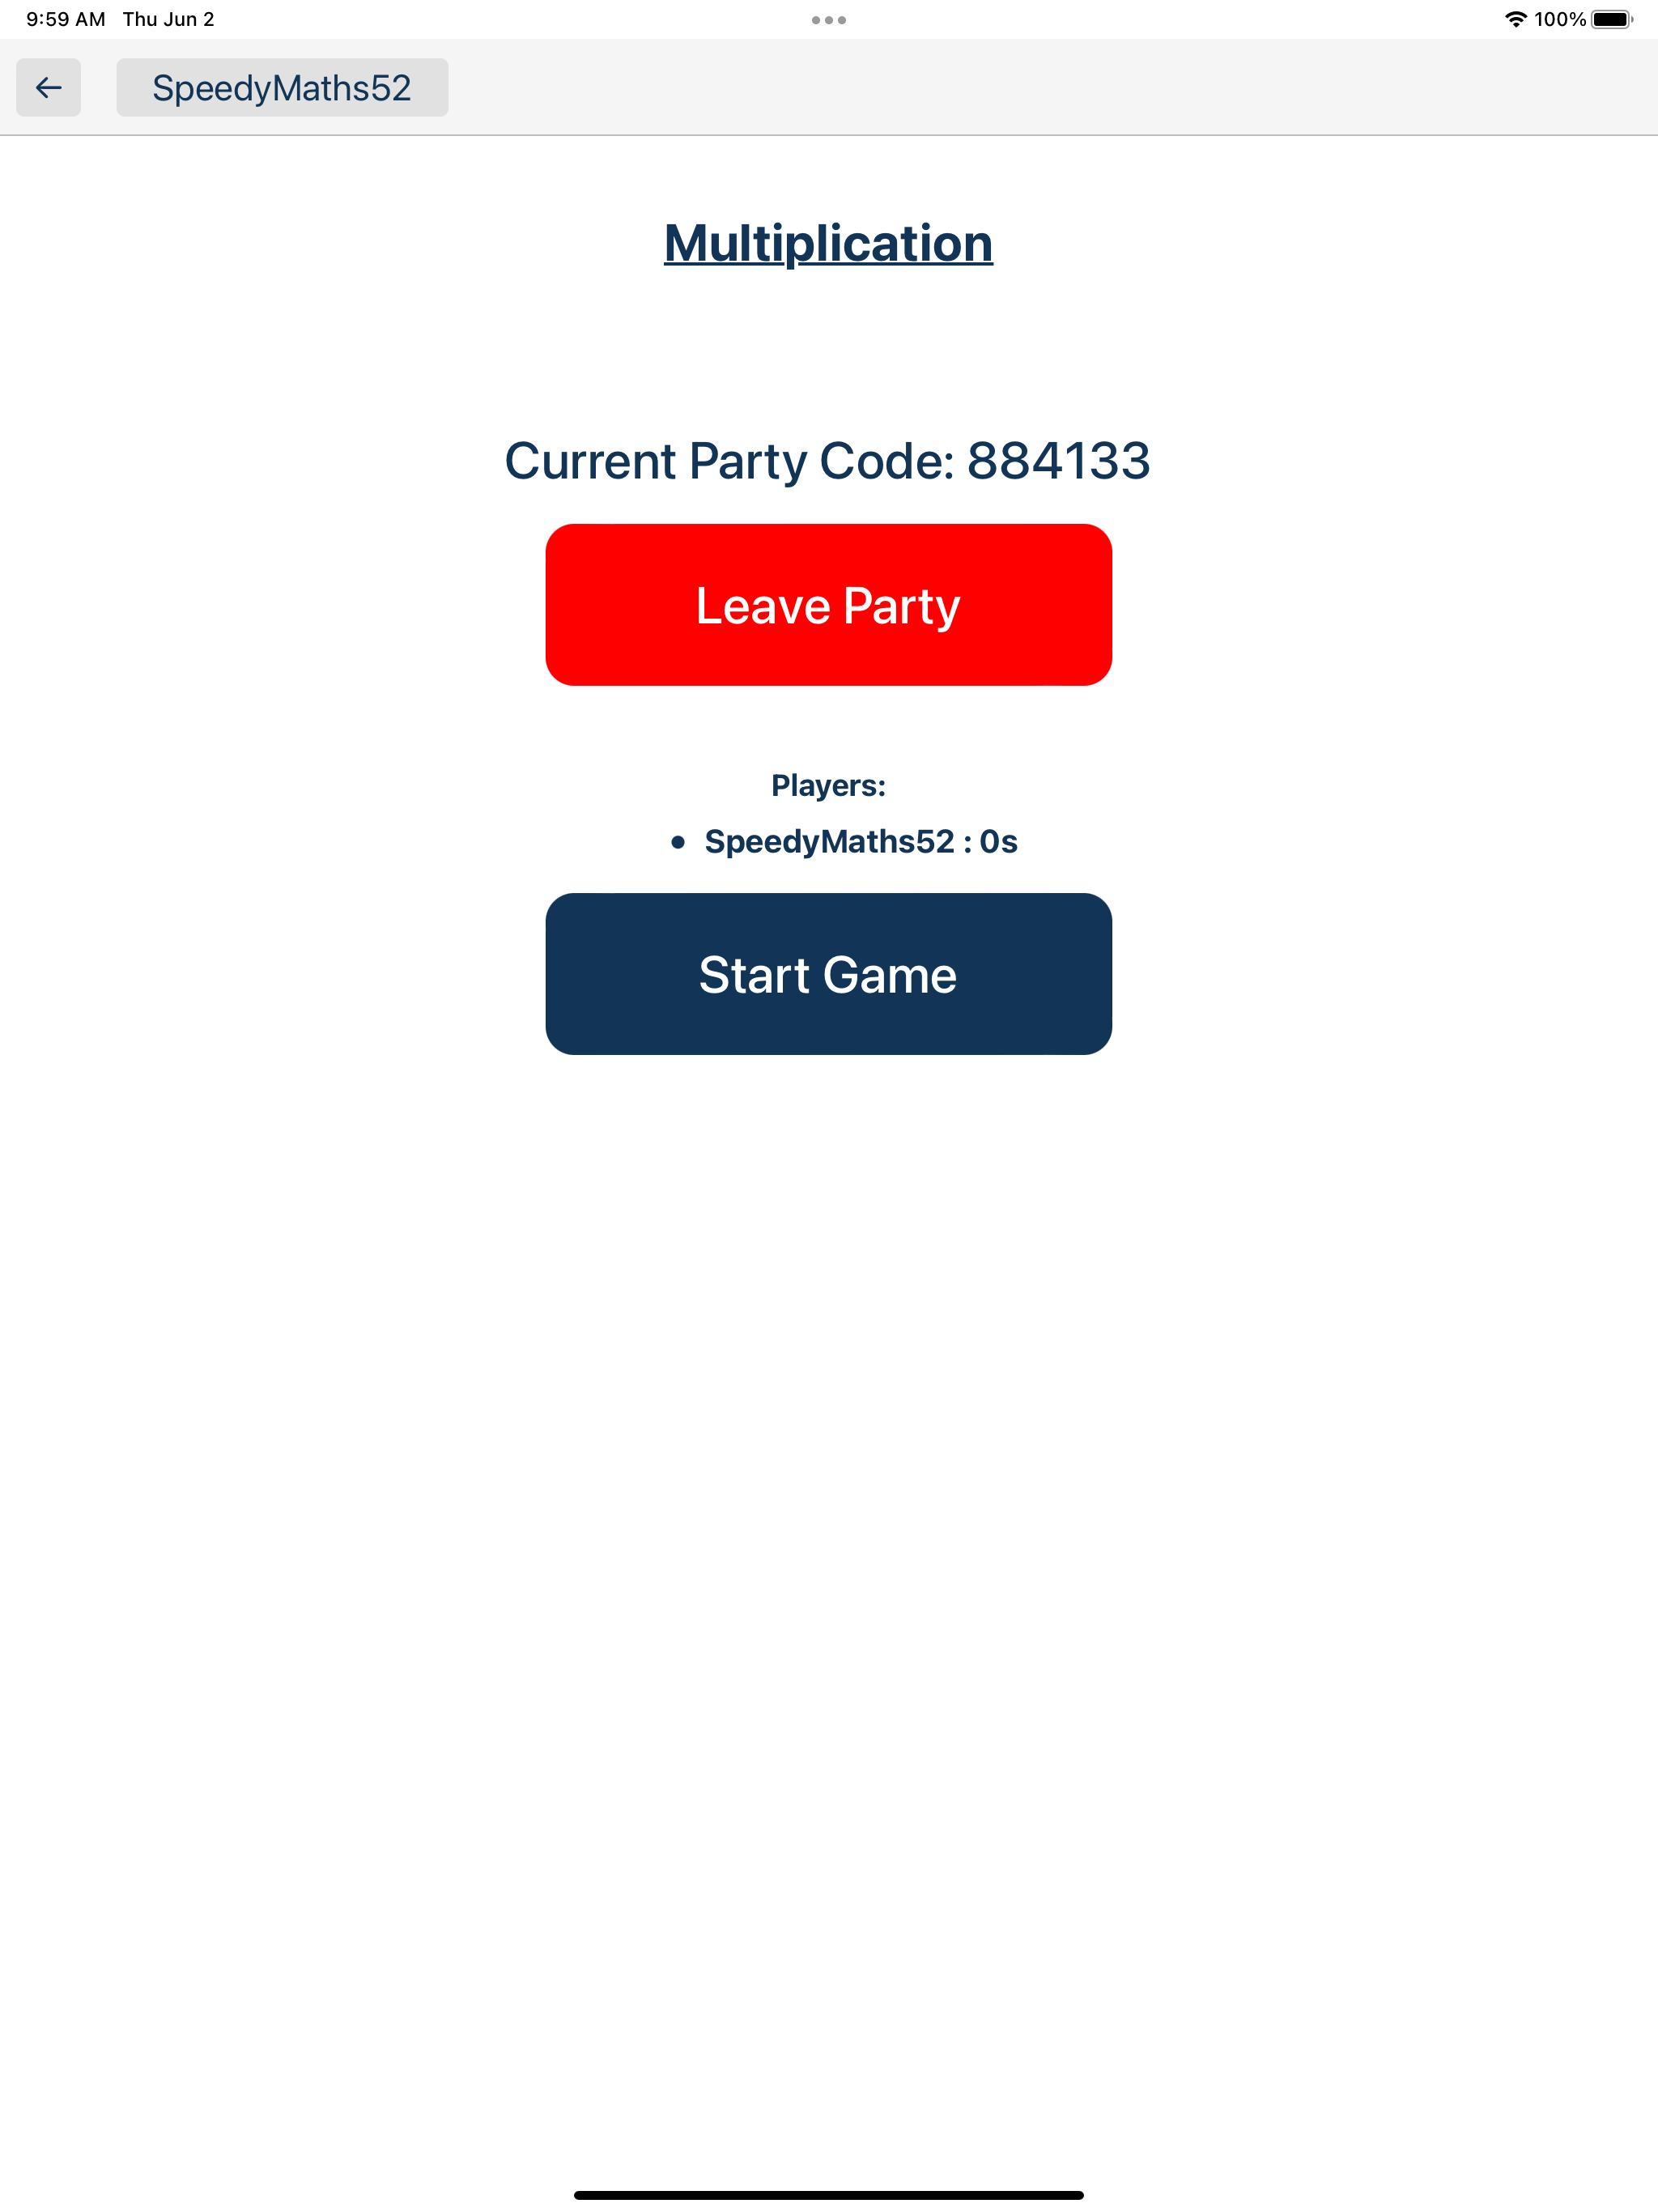 9:59 AM Thu Jun 2
100%
SpeedyMaths52
Multiplication
Current Party Code: 884133
Leave Party
Players:
• SpeedyMaths52 : 0s
Start Game